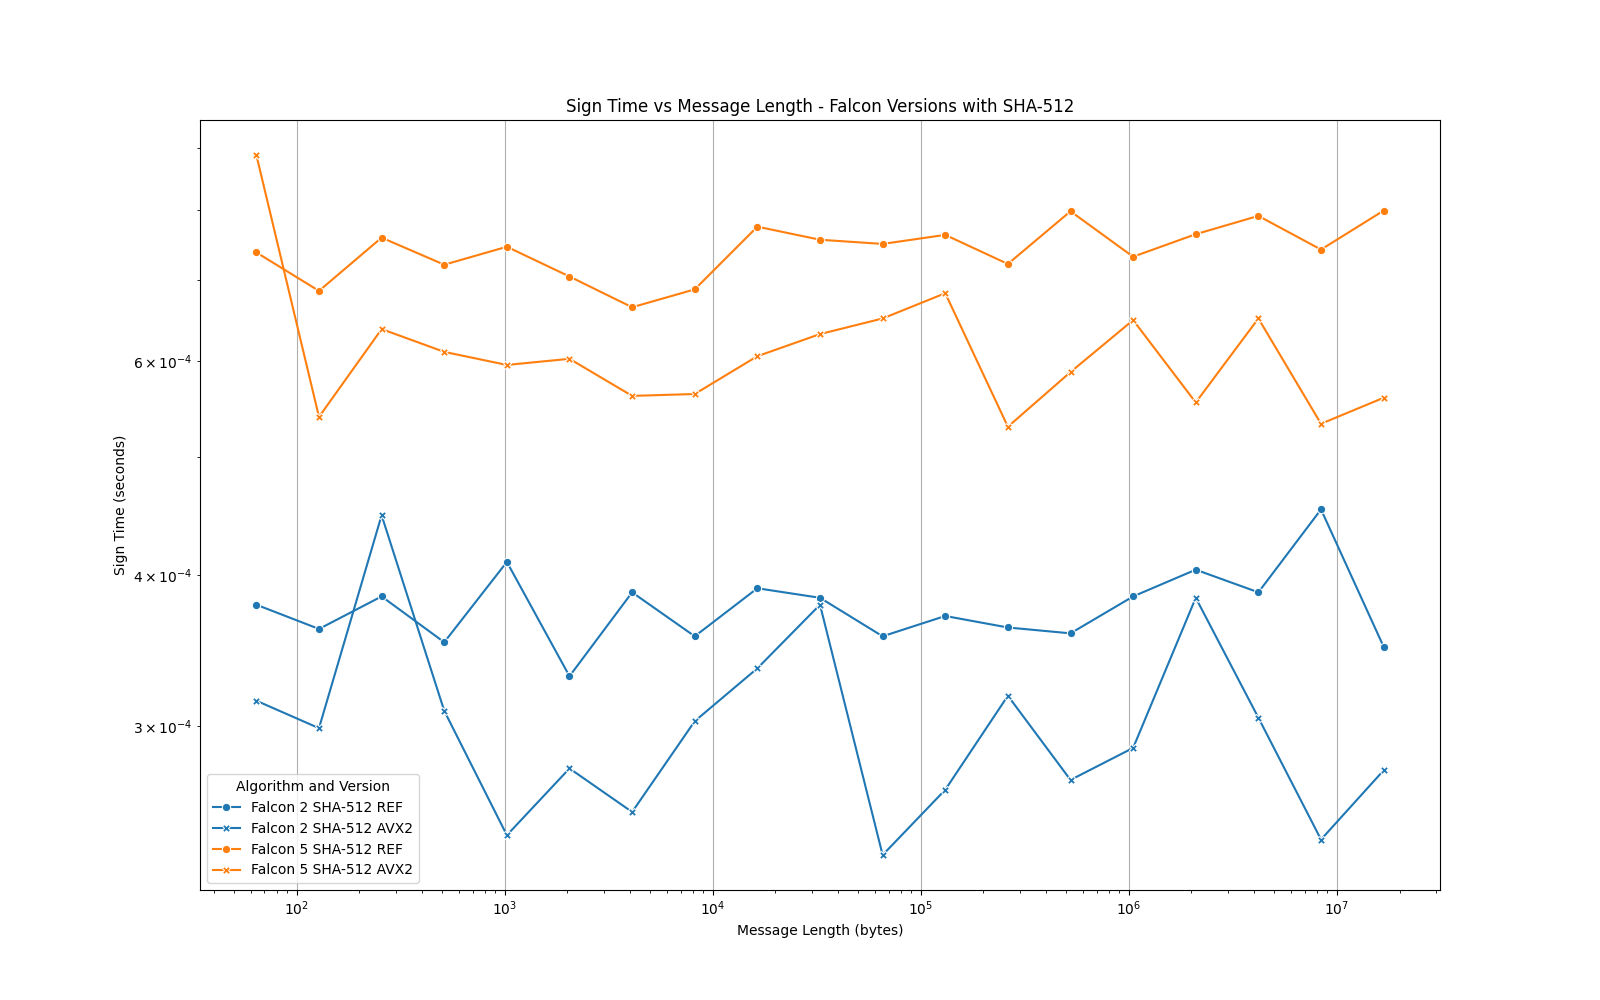 Sign Time vs Message Length - Falcon Versions with SHA-512
Sign Time (seconds)
6 × 10⁻⁴
4 × 10⁻⁴
3 × 10⁻⁴
Algorithm and Version
Falcon 2 SHA-512 REF
Falcon 2 SHA-512 AVX2
Falcon 5 SHA-512 REF
Falcon 5 SHA-512 AVX2
10² 10³ 10⁴ 10⁵ 10⁶ 10⁷
Message Length (bytes)